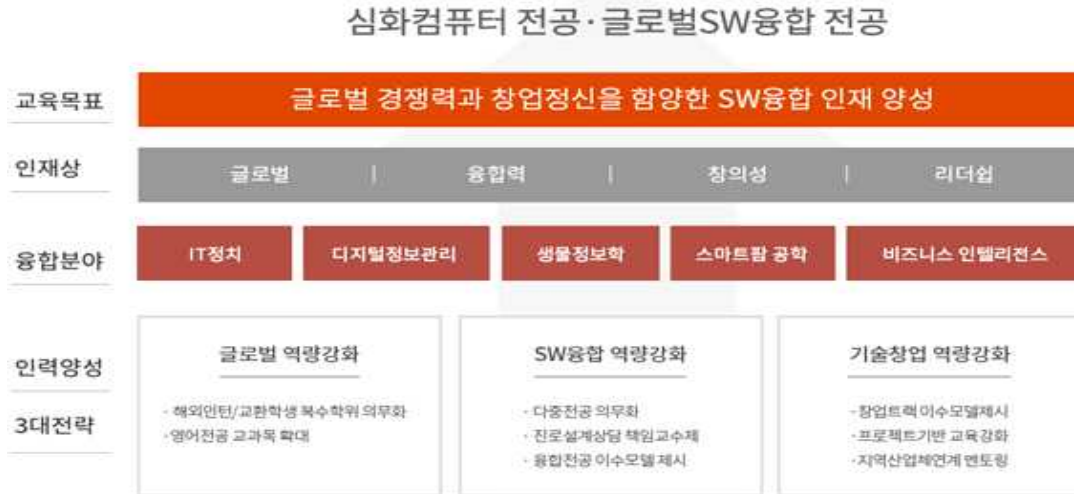 심화컴퓨터 전공·글로벌SW융합 전공
교육목표
글로벌 경쟁력과 창업정신을 함양한 SW융합 인재 양성
인재상
글로벌 | 융합력 | 창의성 | 리더쉽
융합분야
IT정치 디지털정보관리 생물정보학 스마트팜 공학 비즈니스 인텔리전스
인력양성
3대전략
글로벌 역량강화
· 해외인턴/교환학생 복수학위 의무화
· 영어전공 교과목 확대
SW융합 역량강화
· 다중전공 의무화
· 진로설계상담 책임교수제
· 융합전공 이수모델 제시
기술창업 역량강화
· 창업트랙 이수모델제시
· 프로젝트기반 교육강화
· 지역산업체연계 멘토링